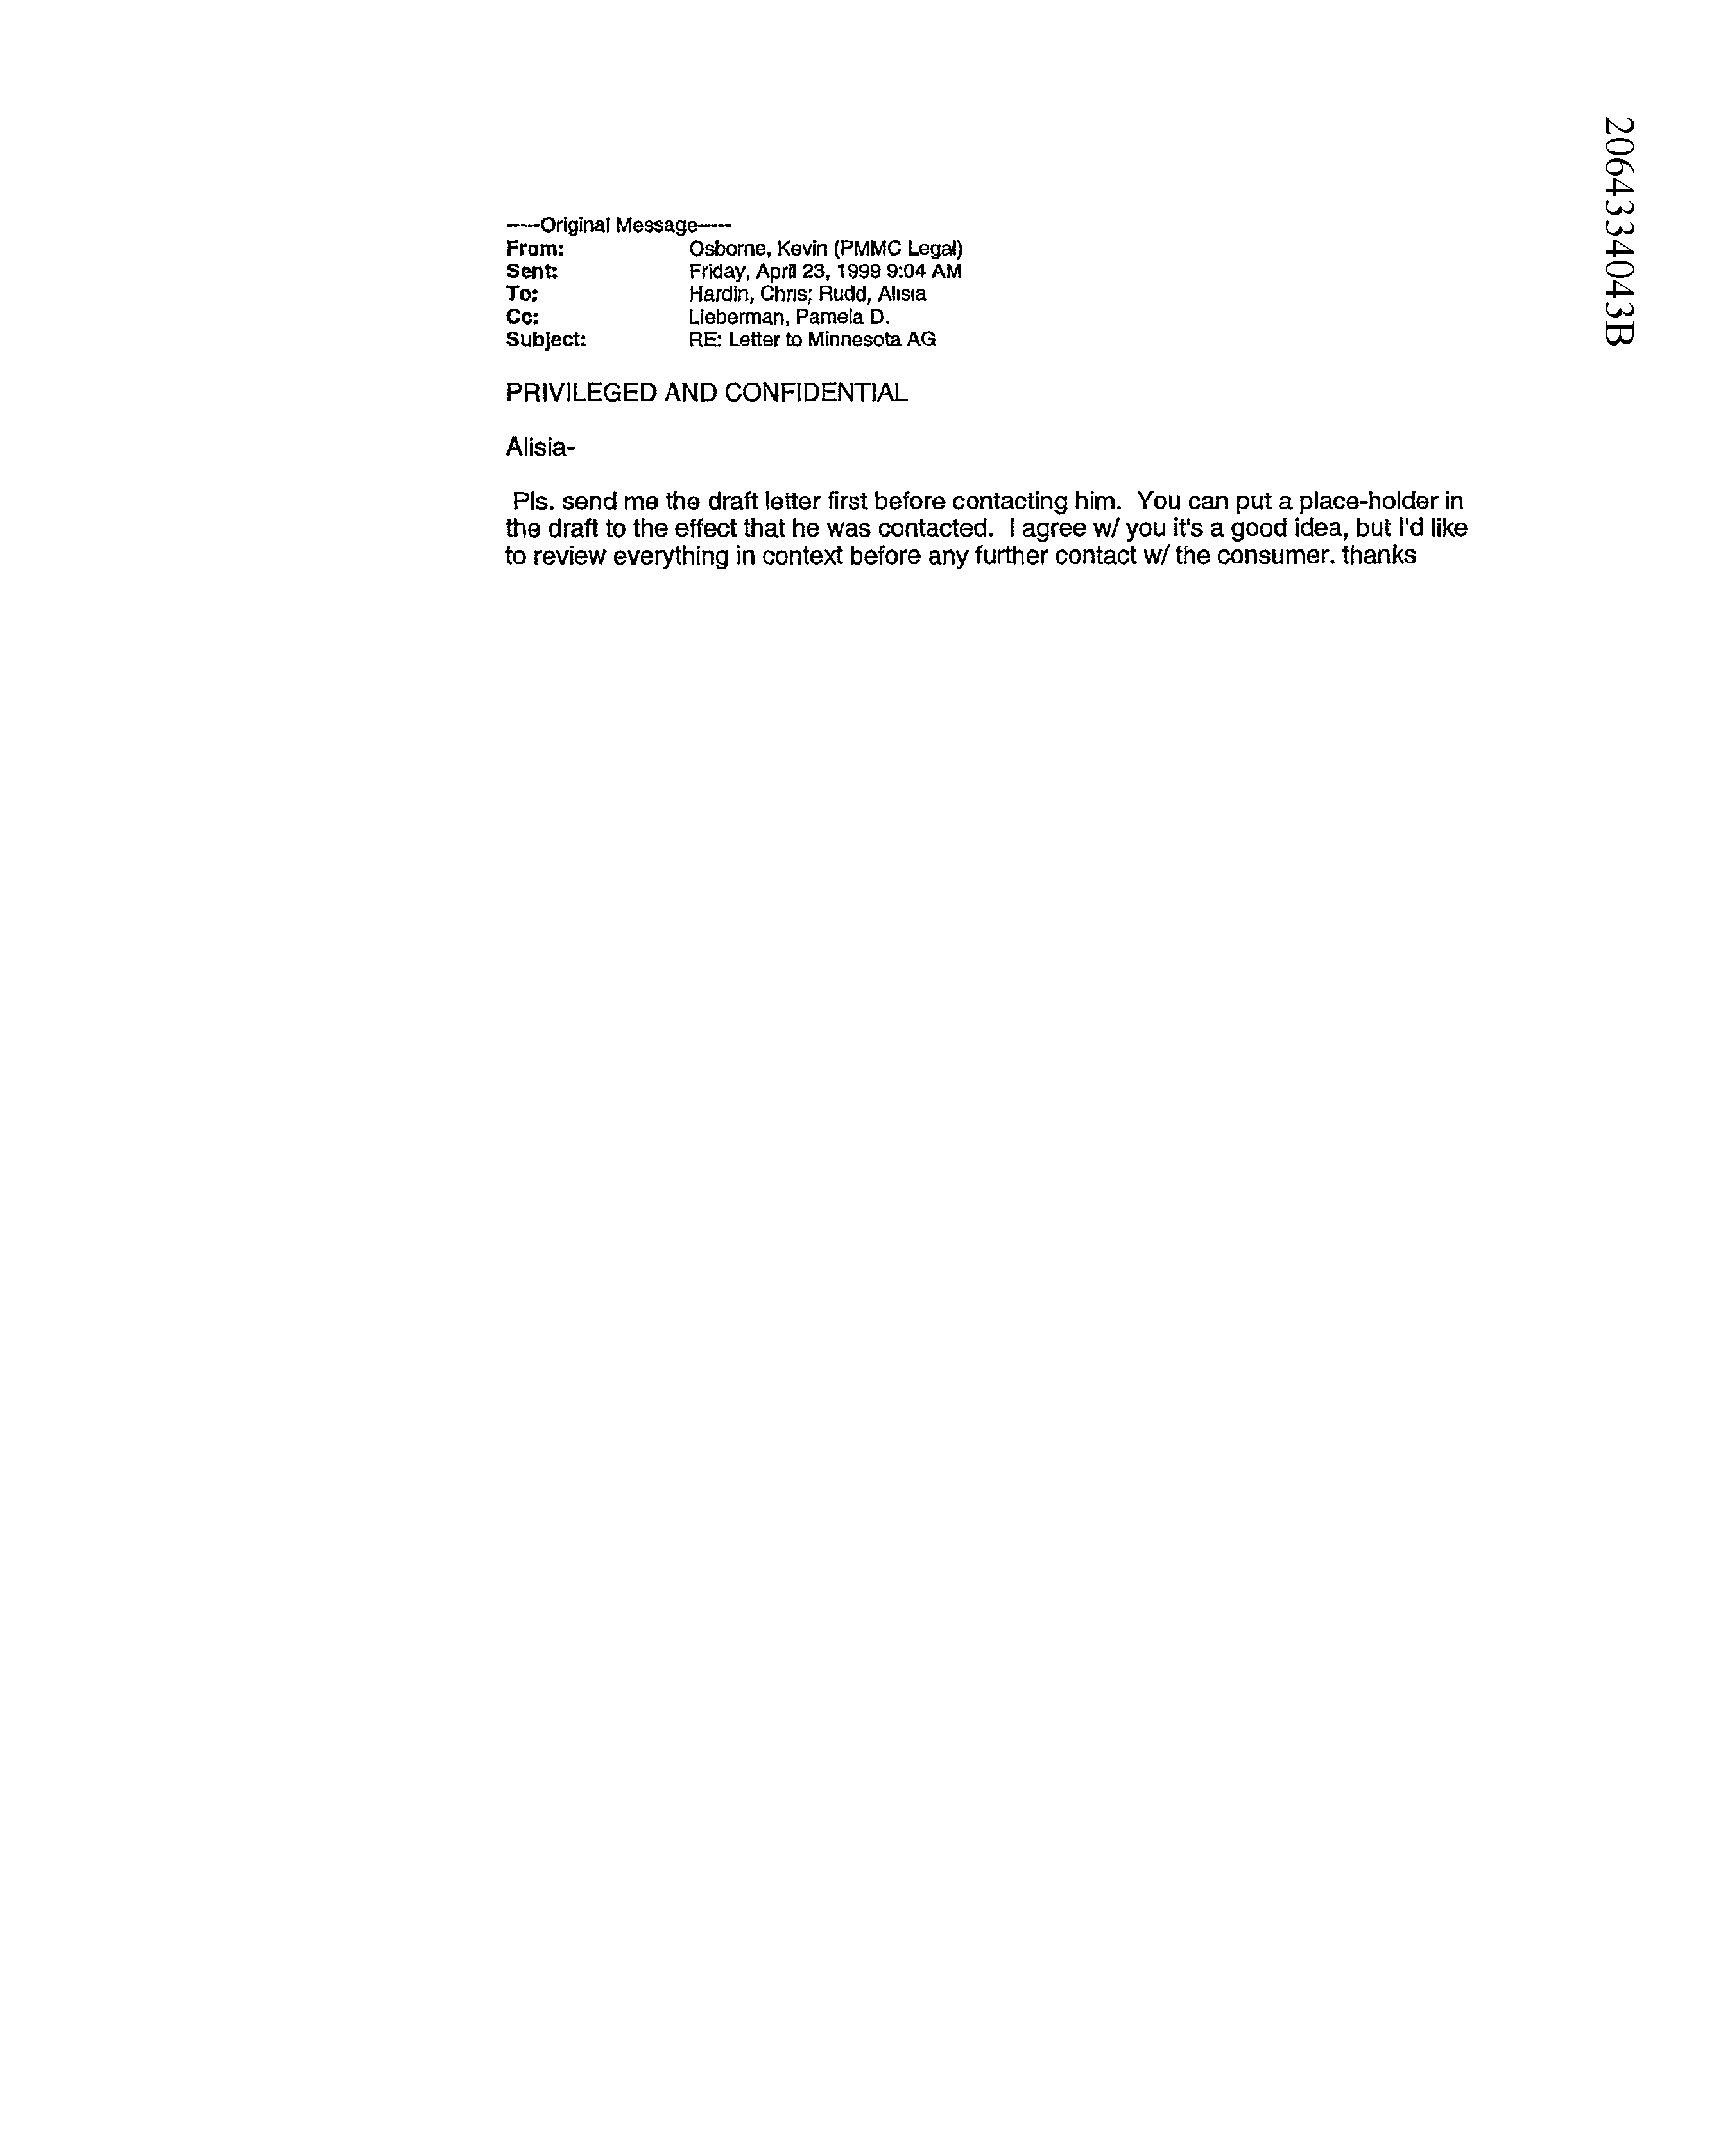 2064334043B
-----Original Message-----
From: Osborne, Kevin (PMMC Legal)
Sent: Friday, April 23, 1999 9:04 AM
To: Hardin, Chris; Rudd, Alisia
Cc: Lieberman, Pamela D.
Subject: RE: Letter to Minnesota AG
PRIVILEGED AND CONFIDENTIAL
Alisia-
Pls. send me the draft letter first before contacting him. You can put a place-holder in
the draft to the effect that he was contacted. I agree w/ you it's a good idea, but I'd like
to review everything in context before any further contact w/ the consumer. thanks